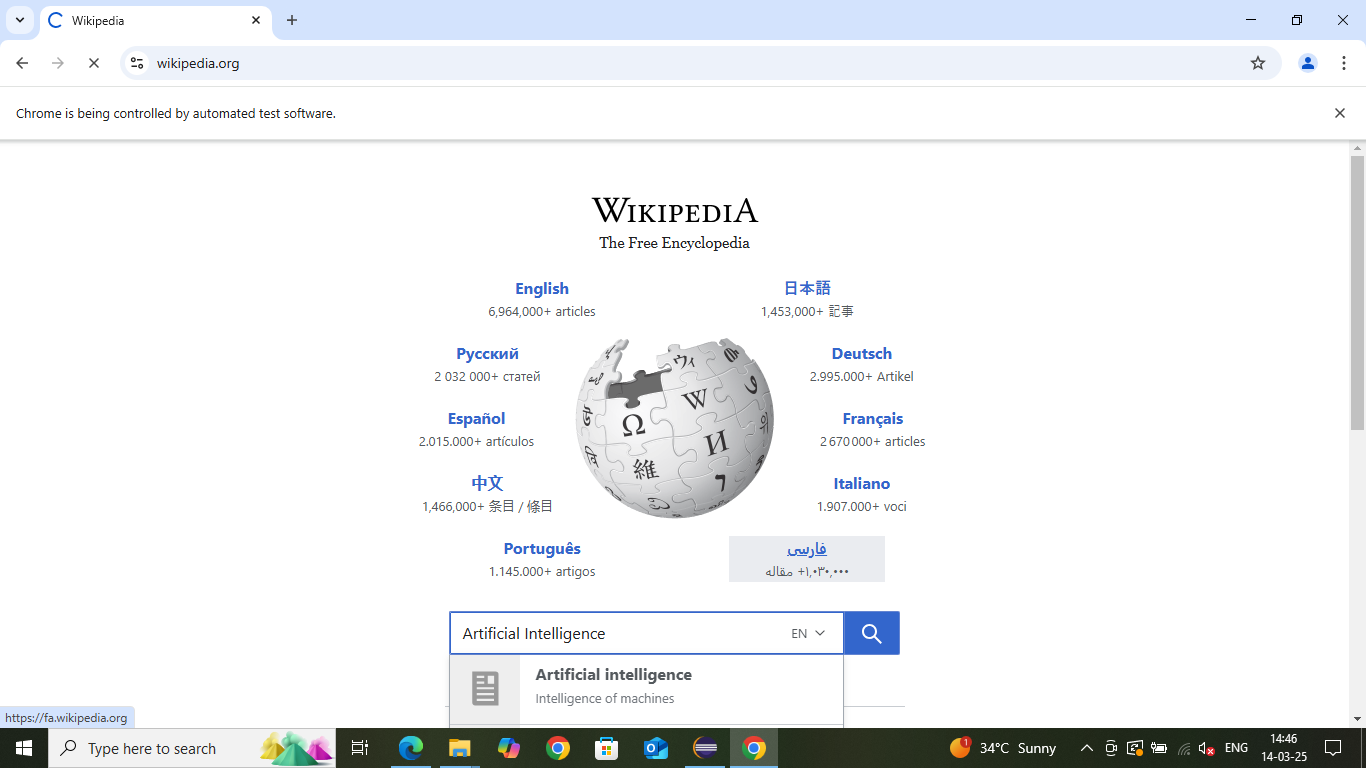 Wikipedia
wikipedia.org
Chrome is being controlled by automated test software.
WIKIPEDIA
The Free Encyclopedia
English
6,964,000+ articles
日本語
1,453,000+ 記事
Русский
2 032 000+ статей
Deutsch
2.995.000+ Artikel
Español
2.015.000+ artículos
Français
2 670 000+ articles
中文
1,466,000+ 条目 / 條目
Italiano
1.907.000+ voci
Português
1.145.000+ artigos
فارسی
۱٬۰۳۰٬۰۰۰+ مقاله
Ω
W
И
維
ウィ
Artificial Intelligence
EN
Artificial intelligence
Intelligence of machines
https://fa.wikipedia.org
Type here to search
1
34°C Sunny
ENG
14:46
14-03-25